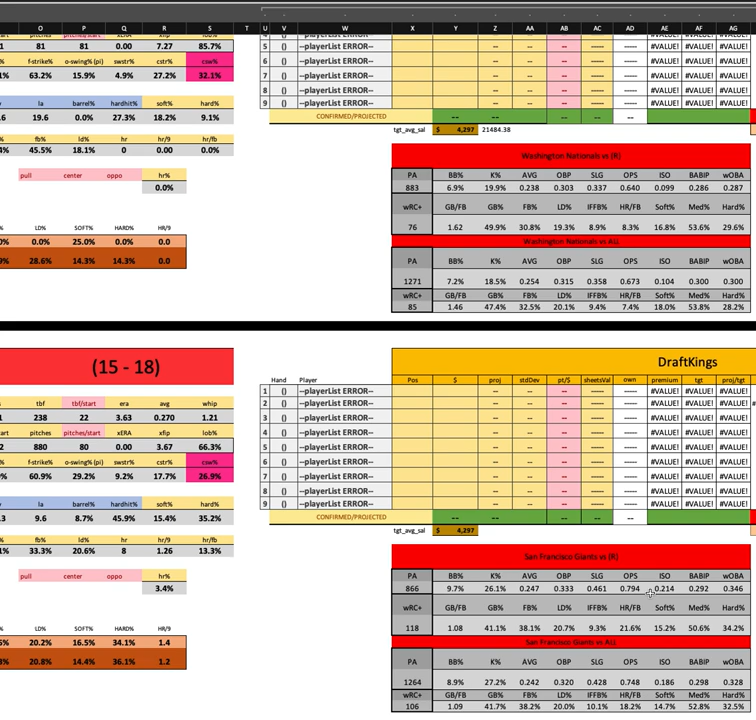 O P Q R S T U V W X Y Z AA AB AC AD AE AF AG
1 81 81 0.00 7.27 85.7%
5 () --playerList ERROR-- -- ----- ----- #VALUE! #VALUE! #VALUE!
% f-strike% o-swing%(pi) swstr% cstr% csw%
6 () --playerList ERROR-- -- ----- ----- #VALUE! #VALUE! #VALUE!
1% 63.2% 15.9% 4.9% 27.2% 32.1%
7 () --playerList ERROR-- -- ----- ----- #VALUE! #VALUE! #VALUE!
8 () --playerList ERROR-- -- ----- ----- #VALUE! #VALUE! #VALUE!
la barrel% hardhit% soft% hard%
9 () --playerList ERROR-- -- ----- ----- #VALUE! #VALUE! #VALUE!
.6 19.6 0.0% 27.3% 18.2% 9.1%
CONFIRMED/PROJECTED -- -- -- -- --
tgt_avg_sal $ 4,297 21484.38
% fb% ld% hr hr/9 hr/fb
4% 45.5% 18.1% 0 0.00 0.0%
Washington Nationals vs (R)
pull center oppo hr%
PA BB% K% AVG OBP SLG OPS ISO BABIP wOBA
0.0%
883 6.9% 19.9% 0.238 0.303 0.337 0.640 0.099 0.286 0.287
wRC+ GB/FB GB% FB% LD% IFFB% HR/FB Soft% Med% Hard%
LD% SOFT% HARD% HR/9
76 1.62 49.9% 30.8% 19.3% 8.9% 8.3% 16.8% 53.6% 29.6%
0% 0.0% 25.0% 0.0% 0.0
Washington Nationals vs ALL
9% 28.6% 14.3% 14.3% 0.0
PA BB% K% AVG OBP SLG OPS ISO BABIP wOBA
1271 7.2% 18.5% 0.254 0.315 0.358 0.673 0.104 0.300 0.300
wRC+ GB/FB GB% FB% LD% IFFB% HR/FB Soft% Med% Hard%
85 1.46 47.4% 32.5% 20.1% 9.4% 7.4% 18.0% 53.8% 28.2%
(15 - 18) DraftKings
Hand Player Pos $ proj stdDev pt/$ sheetsVal own premium tgt proj/tgt
1 () --playerList ERROR-- -- ----- ----- #VALUE! #VALUE! #VALUE!
tbf tbf/start era avg whip
2 () --playerList ERROR-- -- ----- ----- #VALUE! #VALUE! #VALUE!
1 238 22 3.63 0.270 1.21
3 () --playerList ERROR-- -- ----- ----- #VALUE! #VALUE! #VALUE!
art pitches pitches/start xERA xfip lob%
4 () --playerList ERROR-- -- ----- ----- #VALUE! #VALUE! #VALUE!
2 880 80 0.00 3.67 66.3%
5 () --playerList ERROR-- -- ----- ----- #VALUE! #VALUE! #VALUE!
% f-strike% o-swing%(pi) swstr% cstr% csw%
6 () --playerList ERROR-- -- ----- ----- #VALUE! #VALUE! #VALUE!
% 60.9% 29.2% 9.2% 17.7% 26.9%
7 () --playerList ERROR-- -- ----- ----- #VALUE! #VALUE! #VALUE!
8 () --playerList ERROR-- -- ----- ----- #VALUE! #VALUE! #VALUE!
la barrel% hardhit% soft% hard%
9 () --playerList ERROR-- -- ----- ----- #VALUE! #VALUE! #VALUE!
.3 9.6 8.7% 45.9% 15.4% 35.2%
CONFIRMED/PROJECTED -- -- -- -- --
tgt_avg_sal $ 4,297
% fb% ld% hr hr/9 hr/fb
1% 33.3% 20.6% 8 1.26 13.3%
San Francisco Giants vs (R)
pull center oppo hr%
PA BB% K% AVG OBP SLG OPS ISO BABIP wOBA
3.4%
866 9.7% 26.1% 0.247 0.333 0.461 0.794 0.214 0.292 0.346
wRC+ GB/FB GB% FB% LD% IFFB% HR/FB Soft% Med% Hard%
LD% SOFT% HARD% HR/9
118 1.08 41.1% 38.2% 20.7% 9.3% 21.6% 15.2% 50.6% 34.2%
% 20.2% 16.5% 34.1% 1.4
San Francisco Giants vs ALL
% 20.8% 14.4% 36.1% 1.2
PA BB% K% AVG OBP SLG OPS ISO BABIP wOBA
1264 8.9% 27.2% 0.242 0.320 0.428 0.748 0.186 0.298 0.328
wRC+ GB/FB GB% FB% LD% IFFB% HR/FB Soft% Med% Hard%
106 1.09 41.7% 38.2% 20.0% 10.1% 18.2% 14.7% 52.8% 32.5%